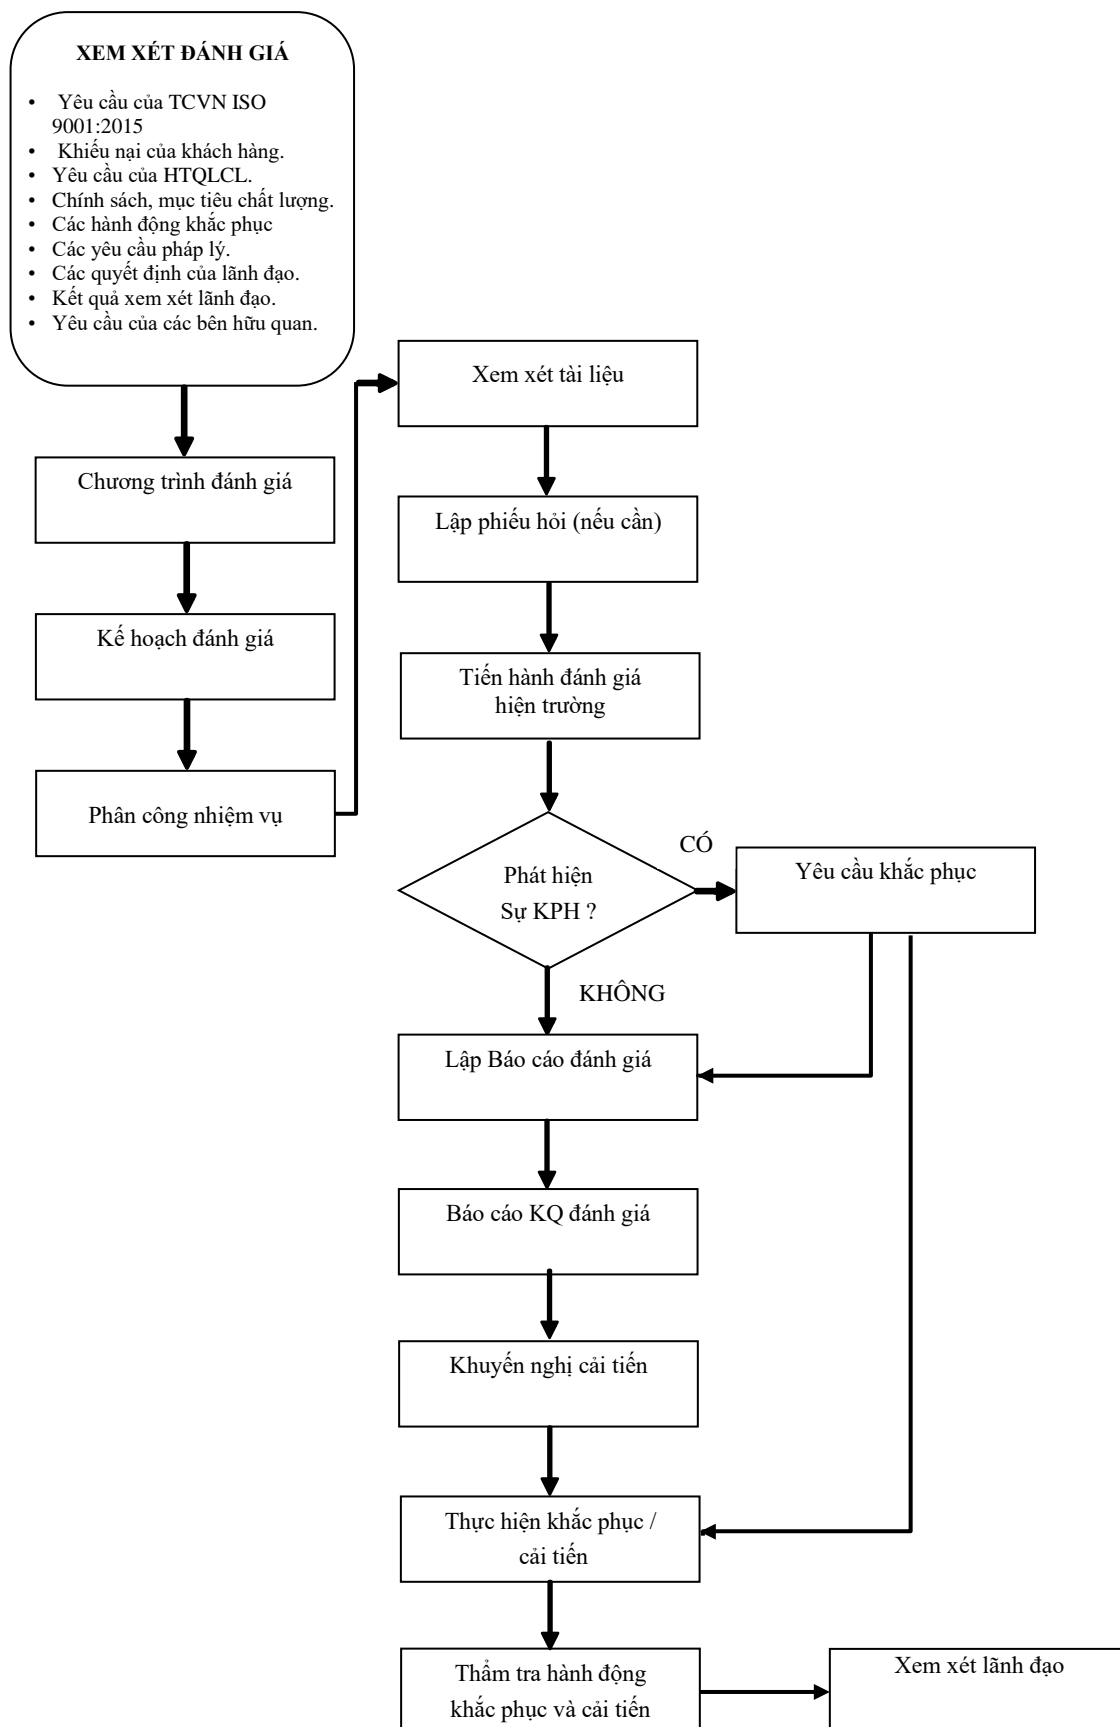 XEM XÉT ĐÁNH GIÁ
• Yêu cầu của TCVN ISO
9001:2015
• Khiếu nại của khách hàng.
• Yêu cầu của HTQLCL.
• Chính sách, mục tiêu chất lượng.
• Các hành động khắc phục
• Các yêu cầu pháp lý.
• Các quyết định của lãnh đạo.
• Kết quả xem xét lãnh đạo.
• Yêu cầu của các bên hữu quan.
Chương trình đánh giá
Kế hoạch đánh giá
Phân công nhiệm vụ
Xem xét tài liệu
Lập phiếu hỏi (nếu cần)
Tiến hành đánh giá
hiện trường
Phát hiện
Sự KPH ?
CÓ
Yêu cầu khắc phục
KHÔNG
Lập Báo cáo đánh giá
Báo cáo KQ đánh giá
Khuyến nghị cải tiến
Thực hiện khắc phục /
cải tiến
Thẩm tra hành động
khắc phục và cải tiến
Xem xét lãnh đạo